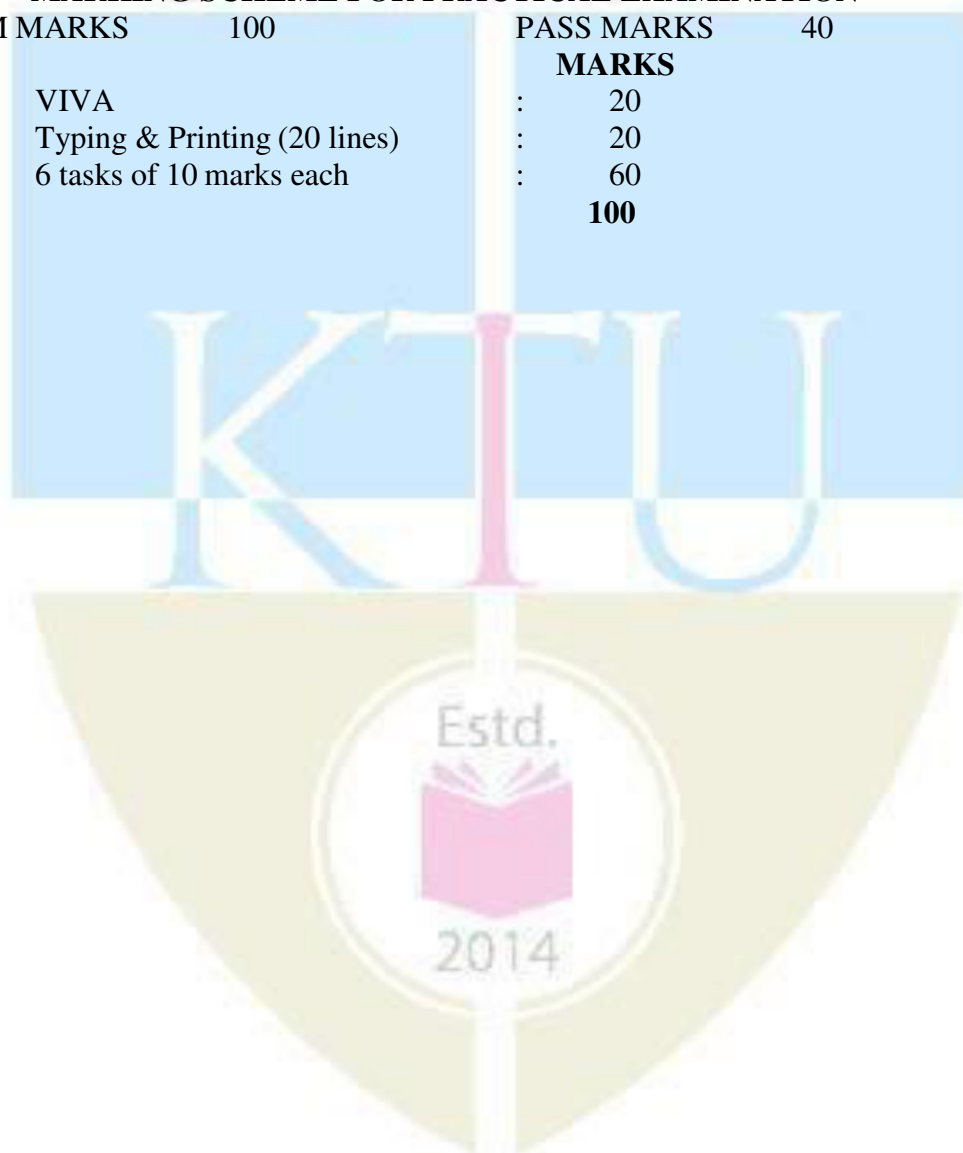 MARKS 100 PASS MARKS 40
MARKS
VIVA : 20
Typing & Printing (20 lines) : 20
6 tasks of 10 marks each : 60
100
KTU
Estd.
2014